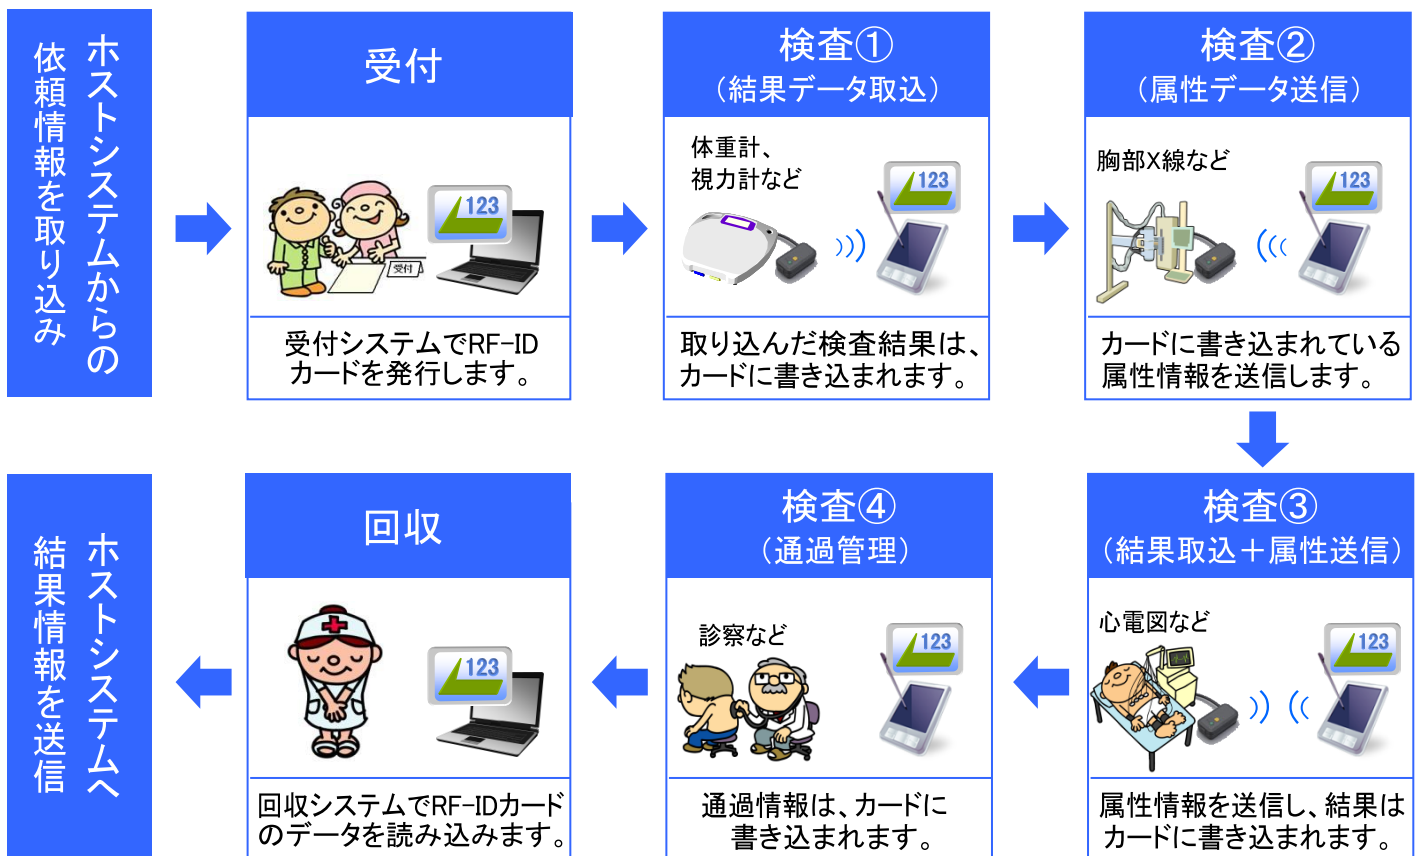 ホストシステムからの
依頼情報を取り込み
受付
123
受付
受付システムでRF-ID
カードを発行します。
検査①
（結果データ取込）
体重計、
視力計など
123
取り込んだ検査結果は、
カードに書き込まれます。
検査②
（属性データ送信）
胸部X線など
123
カードに書き込まれている
属性情報を送信します。
検査③
（結果取込＋属性送信）
心電図など
123
属性情報を送信し、結果は
カードに書き込まれます。
検査④
（通過管理）
診察など
123
通過情報は、カードに
書き込まれます。
回収
123
回収システムでRF-IDカード
のデータを読み込みます。
ホストシステムへ
結果情報を送信